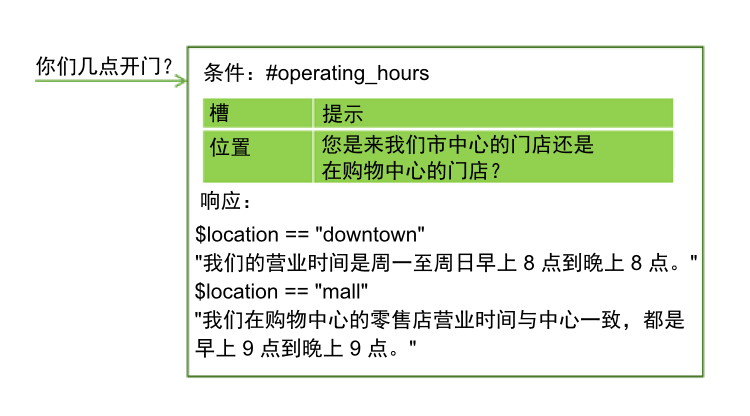 你们几点开门？
条件：#operating_hours
槽 提示
位置 您是来我们市中心的门店还是
在购物中心的门店？
响应：
$location == "downtown"
"我们的营业时间是周一至周日早上 8 点到晚上 8 点。"
$location == "mall"
"我们在购物中心的零售店营业时间与中心一致，都是
早上 9 点到晚上 9 点。"